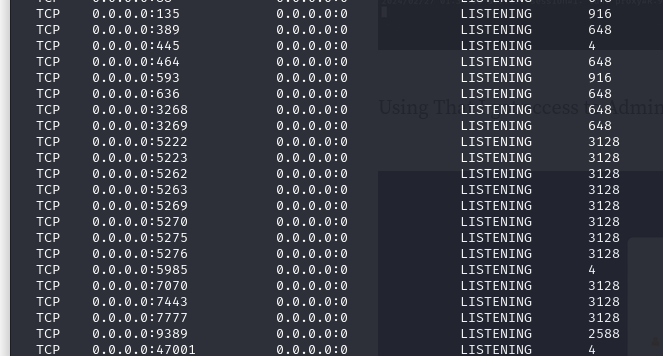 TCP 0.0.0.0:135 0.0.0.0:0 LISTENING 916
TCP 0.0.0.0:389 0.0.0.0:0 LISTENING 648
TCP 0.0.0.0:445 0.0.0.0:0 LISTENING 4
TCP 0.0.0.0:464 0.0.0.0:0 LISTENING 648
TCP 0.0.0.0:593 0.0.0.0:0 LISTENING 916
TCP 0.0.0.0:636 0.0.0.0:0 LISTENING 648
TCP 0.0.0.0:3268 0.0.0.0:0 LISTENING 648
TCP 0.0.0.0:3269 0.0.0.0:0 LISTENING 648
TCP 0.0.0.0:5222 0.0.0.0:0 LISTENING 3128
TCP 0.0.0.0:5223 0.0.0.0:0 LISTENING 3128
TCP 0.0.0.0:5262 0.0.0.0:0 LISTENING 3128
TCP 0.0.0.0:5263 0.0.0.0:0 LISTENING 3128
TCP 0.0.0.0:5269 0.0.0.0:0 LISTENING 3128
TCP 0.0.0.0:5270 0.0.0.0:0 LISTENING 3128
TCP 0.0.0.0:5275 0.0.0.0:0 LISTENING 3128
TCP 0.0.0.0:5276 0.0.0.0:0 LISTENING 3128
TCP 0.0.0.0:5985 0.0.0.0:0 LISTENING 4
TCP 0.0.0.0:7070 0.0.0.0:0 LISTENING 3128
TCP 0.0.0.0:7443 0.0.0.0:0 LISTENING 3128
TCP 0.0.0.0:7777 0.0.0.0:0 LISTENING 3128
TCP 0.0.0.0:9389 0.0.0.0:0 LISTENING 2588
TCP 0.0.0.0:47001 0.0.0.0:0 LISTENING 4
Using